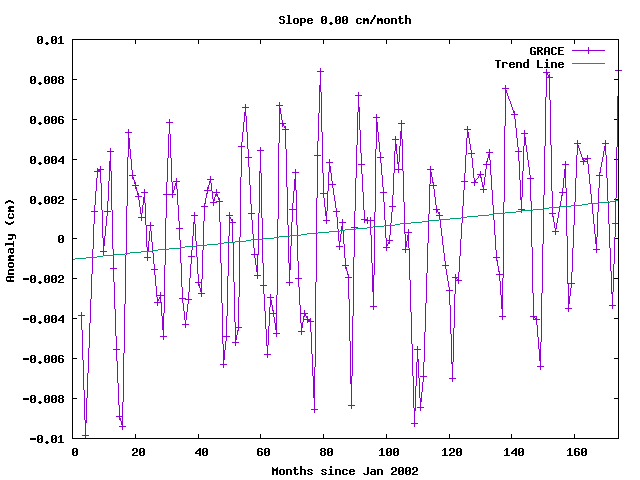 Slope 0.00 cm/month
GRACE
Trend Line
Anomaly (cm)
0.01
0.008
0.006
0.004
0.002
0
-0.002
-0.004
-0.006
-0.008
-0.01
0 20 40 60 80 100 120 140 160
Months since Jan 2002